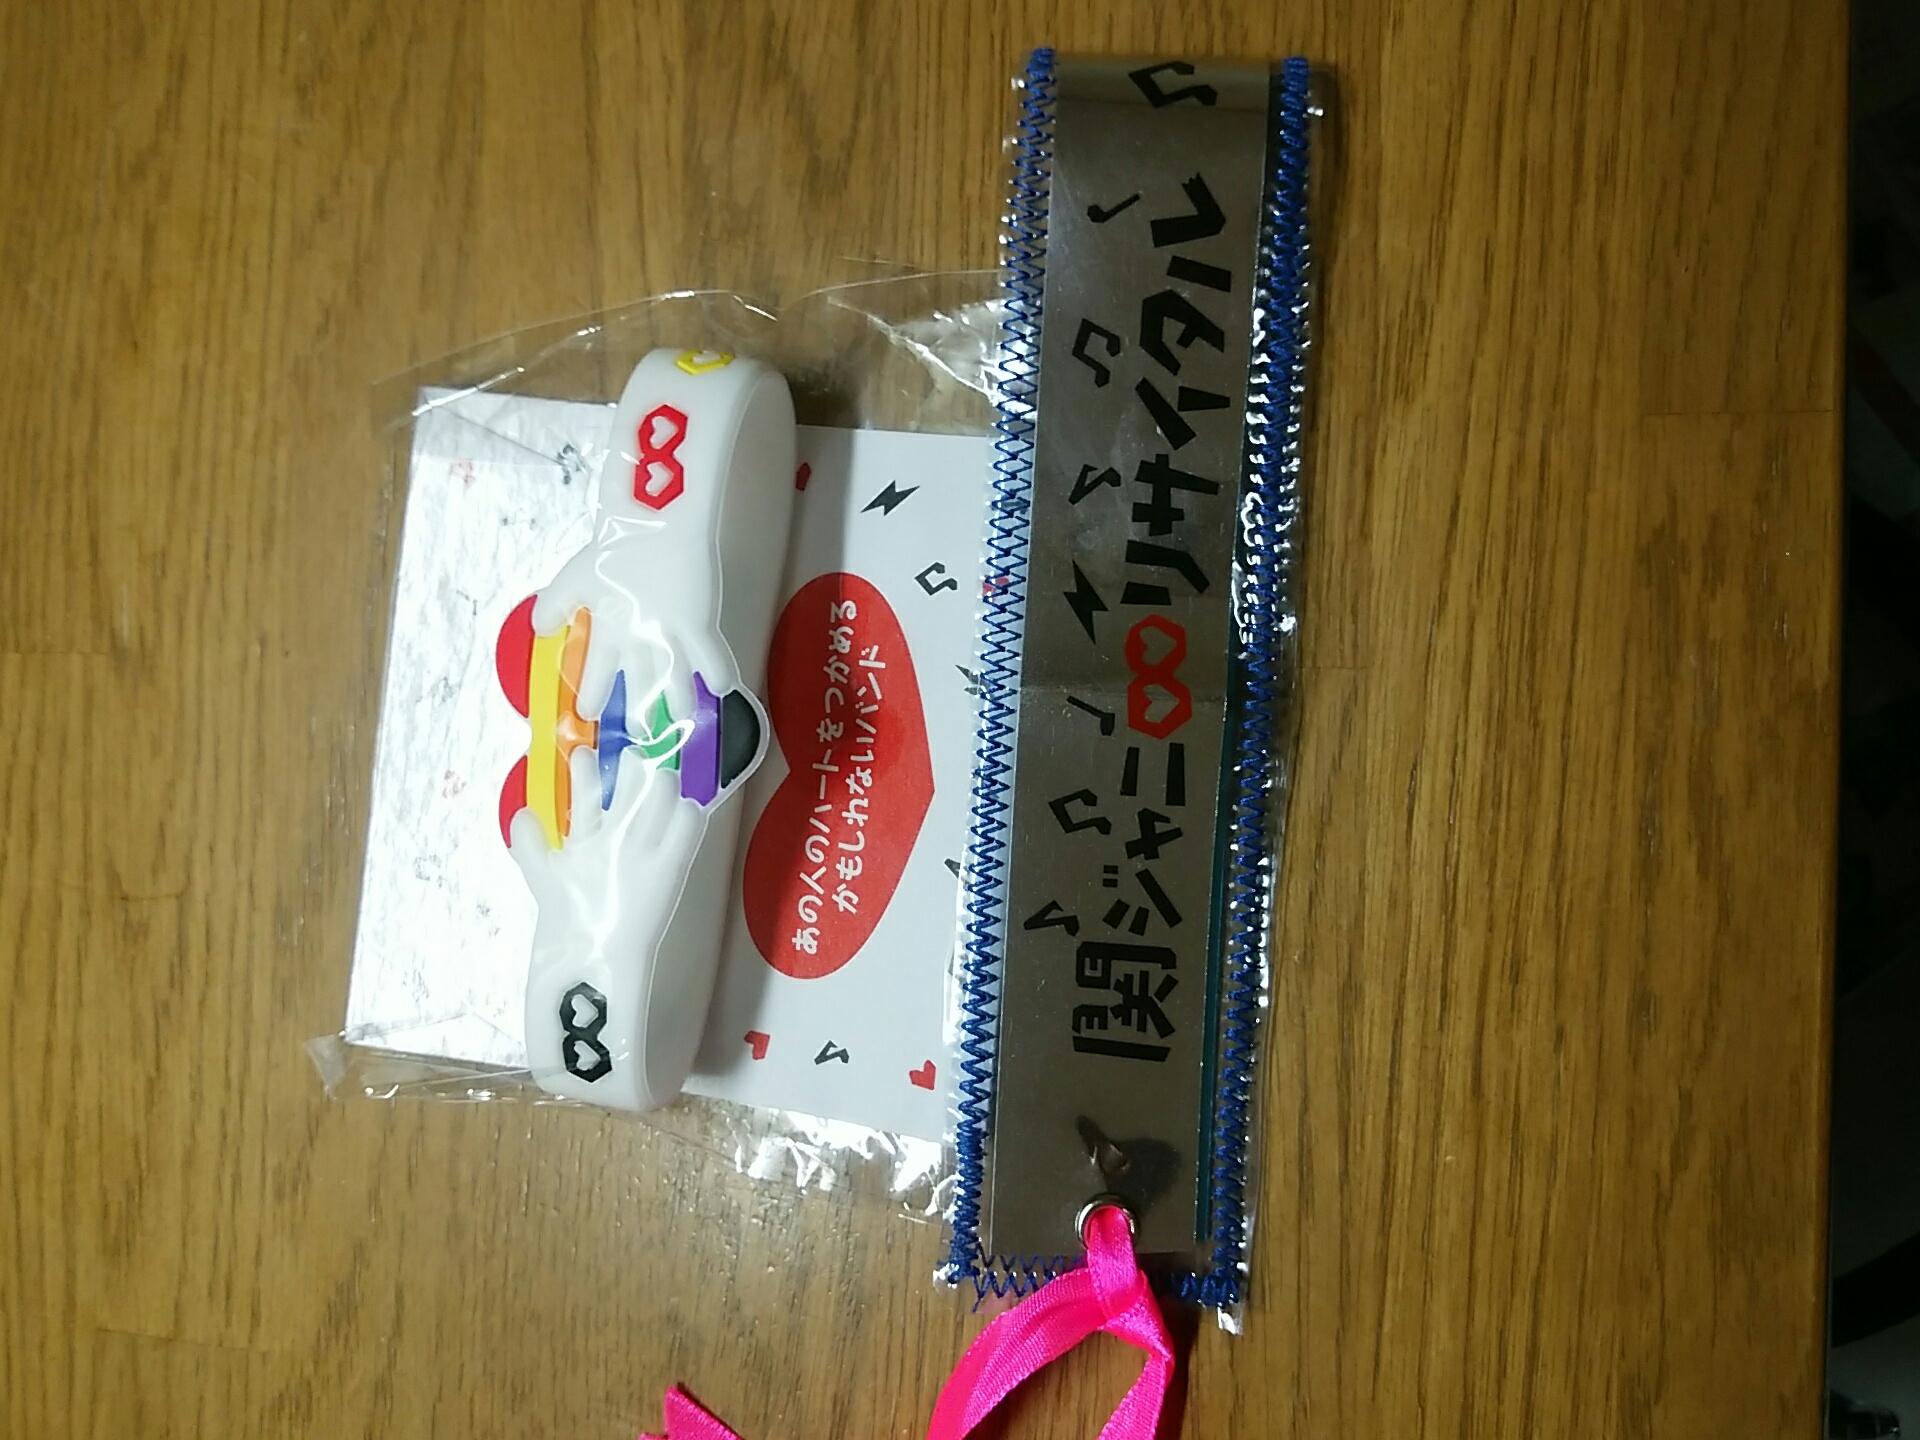 あの人のハートをつかめる
かもしれないバンド
関ジャニ∞リサイタル